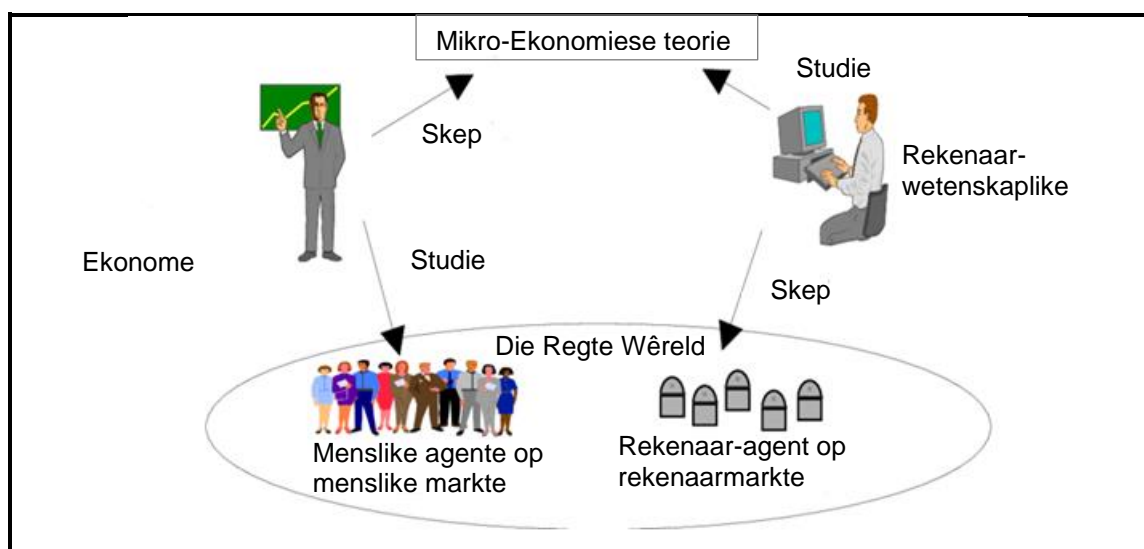 Mikro-Ekonomiese teorie
Studie
Skep
Rekenaar-
wetenskaplike
Ekonome
Studie
Skep
Die Regte Wêreld
Menslike agente op
menslike markte
Rekenaar-agent op
rekenaarmarkte